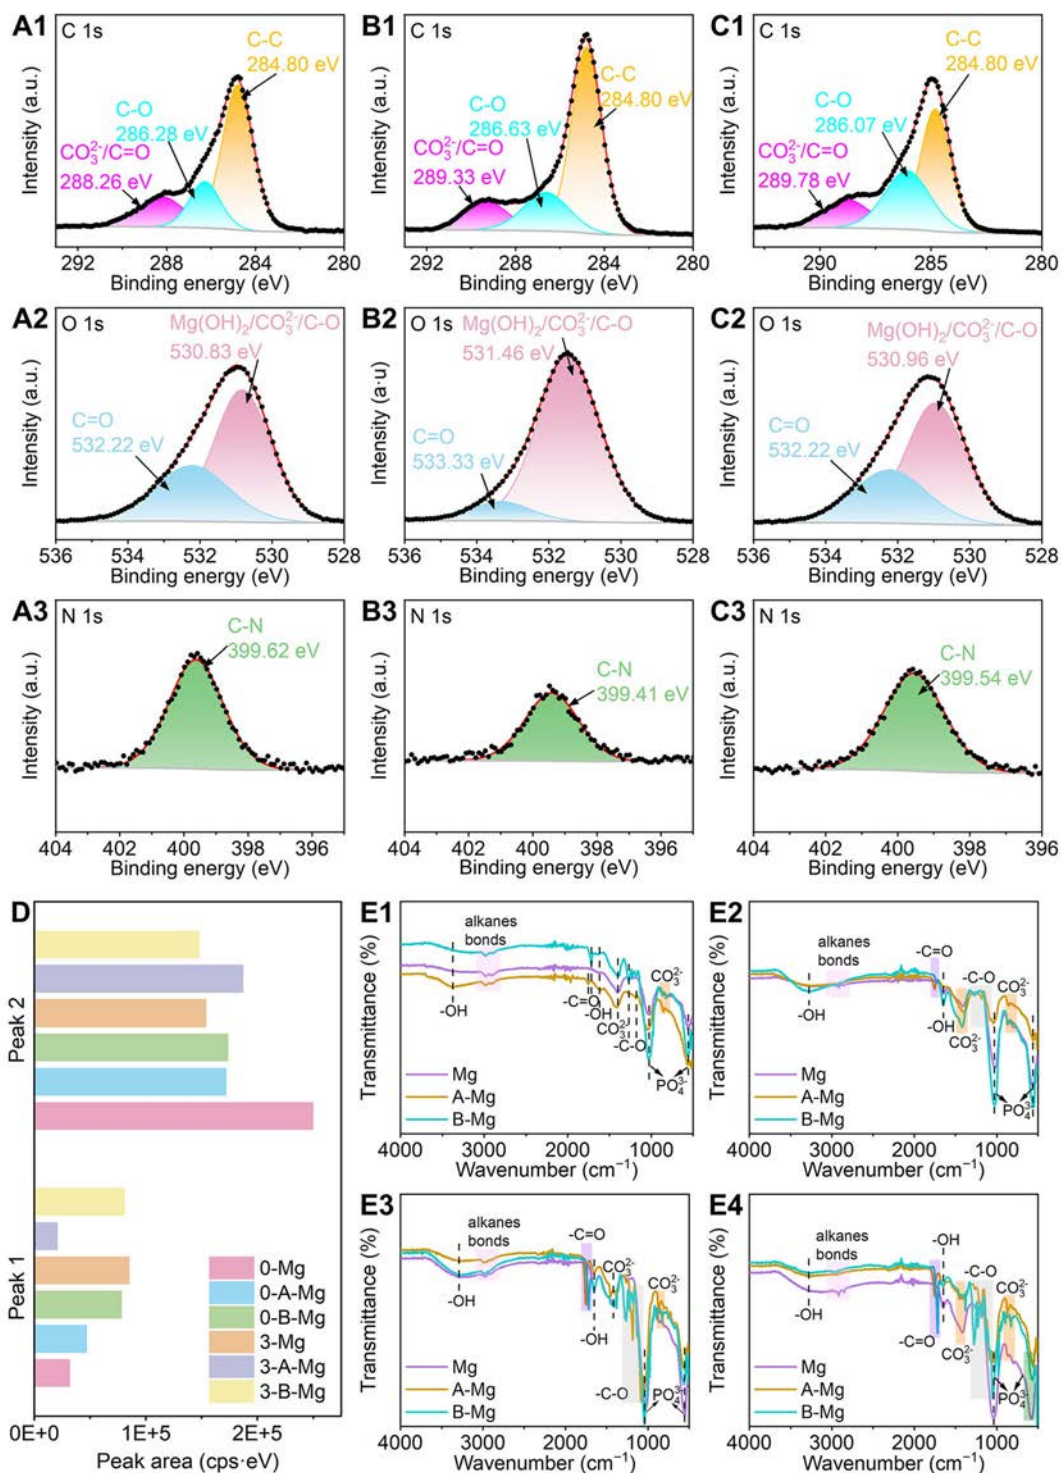 A1
C 1s
C-C
284.80 eV
C-O
286.28 eV
CO₃²⁻/C=O
288.26 eV
Intensity (a.u.)
292 288 284 280
Binding energy (eV)
B1
C 1s
C-C
284.80 eV
C-O
286.63 eV
CO₃²⁻/C=O
289.33 eV
Intensity (a.u.)
292 288 284 280
Binding energy (eV)
C1
C 1s
C-C
284.80 eV
C-O
286.07 eV
CO₃²⁻/C=O
289.78 eV
Intensity (a.u.)
290 285 280
Binding energy (eV)
A2
O 1s
Mg(OH)₂/CO₃²⁻/C-O
530.83 eV
C=O
532.22 eV
Intensity (a.u.)
536 534 532 530 528
Binding energy (eV)
B2
O 1s
Mg(OH)₂/CO₃²⁻/C-O
531.46 eV
C=O
533.33 eV
Intensity (a·u)
536 534 532 530 528
Binding energy (eV)
C2
O 1s
Mg(OH)₂/CO₃²⁻/C-O
530.96 eV
C=O
532.22 eV
Intensity (a.u.)
536 534 532 530 528
Binding energy (eV)
A3
N 1s
C-N
399.62 eV
Intensity (a.u.)
404 402 400 398 396
Binding energy (eV)
B3
N 1s
C-N
399.41 eV
Intensity (a.u.)
404 402 400 398 396
Binding energy (eV)
C3
N 1s
C-N
399.54 eV
Intensity (a.u.)
404 402 400 398 396
Binding energy (eV)
D
Peak 2
Peak 1
0-Mg
0-A-Mg
0-B-Mg
3-Mg
3-A-Mg
3-B-Mg
0E+0 1E+5 2E+5
Peak area (cps·eV)
E1
alkanes
bonds
CO₃²⁻
-C=O
-OH
-OH
CO₃²⁻
-C-O
PO₄³⁻
Mg
A-Mg
B-Mg
Transmittance (%)
4000 3000 2000 1000
Wavenumber (cm⁻¹)
E2
-C=O
alkanes
bonds
-C-O
CO₃²⁻
-OH
-OH
CO₃²⁻
PO₄³⁻
Mg
A-Mg
B-Mg
Transmittance (%)
4000 3000 2000 1000
Wavenumber (cm⁻¹)
E3
alkanes
bonds
-C=O
CO₃²⁻
CO₃²⁻
-OH
-OH
-C-O
PO₄³⁻
Mg
A-Mg
B-Mg
Transmittance (%)
4000 3000 2000 1000
Wavenumber (cm⁻¹)
E4
-OH
alkanes
bonds
-C-O
CO₃²⁻
-OH
-C=O
CO₃²⁻
PO₄³⁻
Mg
A-Mg
B-Mg
Transmittance (%)
4000 3000 2000 1000
Wavenumber (cm⁻¹)